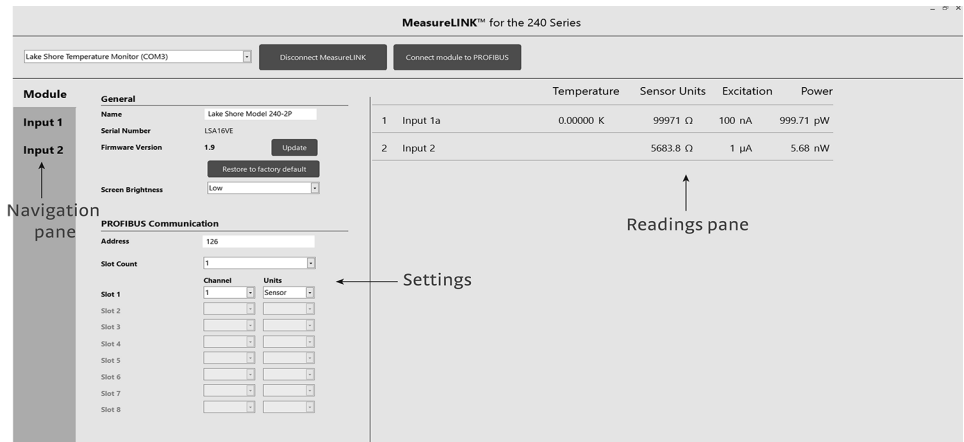 MeasureLINK™ for the 240 Series
Lake Shore Temperature Monitor (COM3)
Disconnect MeasureLINK
Connect module to PROFIBUS
Module
Input 1
Input 2
Navigation
pane
General
Name Lake Shore Model 240-2P
Serial Number LSA16VE
Firmware Version 1.9 Update
Restore to factory default
Screen Brightness Low
PROFIBUS Communication
Address 126
Slot Count 1
Channel Units
Slot 1 1 Sensor
Slot 2
Slot 3
Slot 4
Slot 5
Slot 6
Slot 7
Slot 8
Settings
Temperature Sensor Units Excitation Power
1 Input 1a 0.00000 K 99971 Ω 100 nA 999.71 pW
2 Input 2 5683.8 Ω 1 µA 5.68 nW
Readings pane